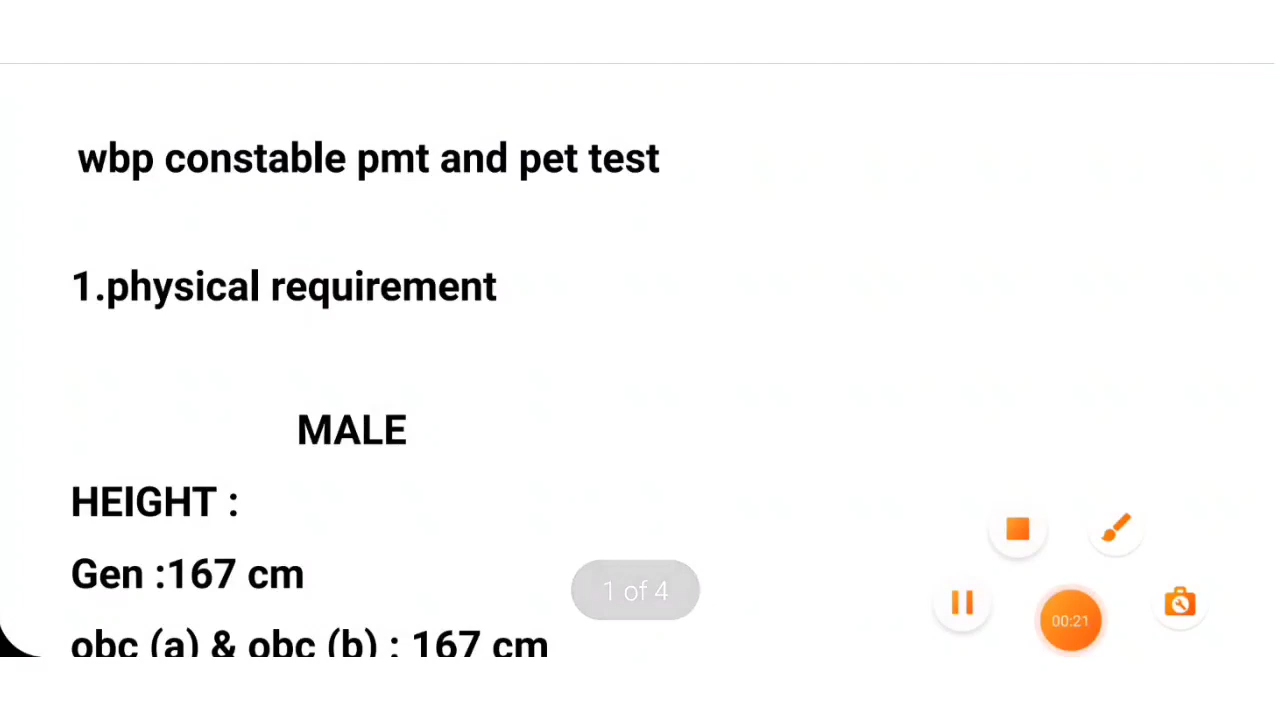 wbp constable pmt and pet test
1.physical requirement
MALE
HEIGHT :
Gen :167 cm
obc (a) & obc (b) : 167 cm
1 of 4
00:21